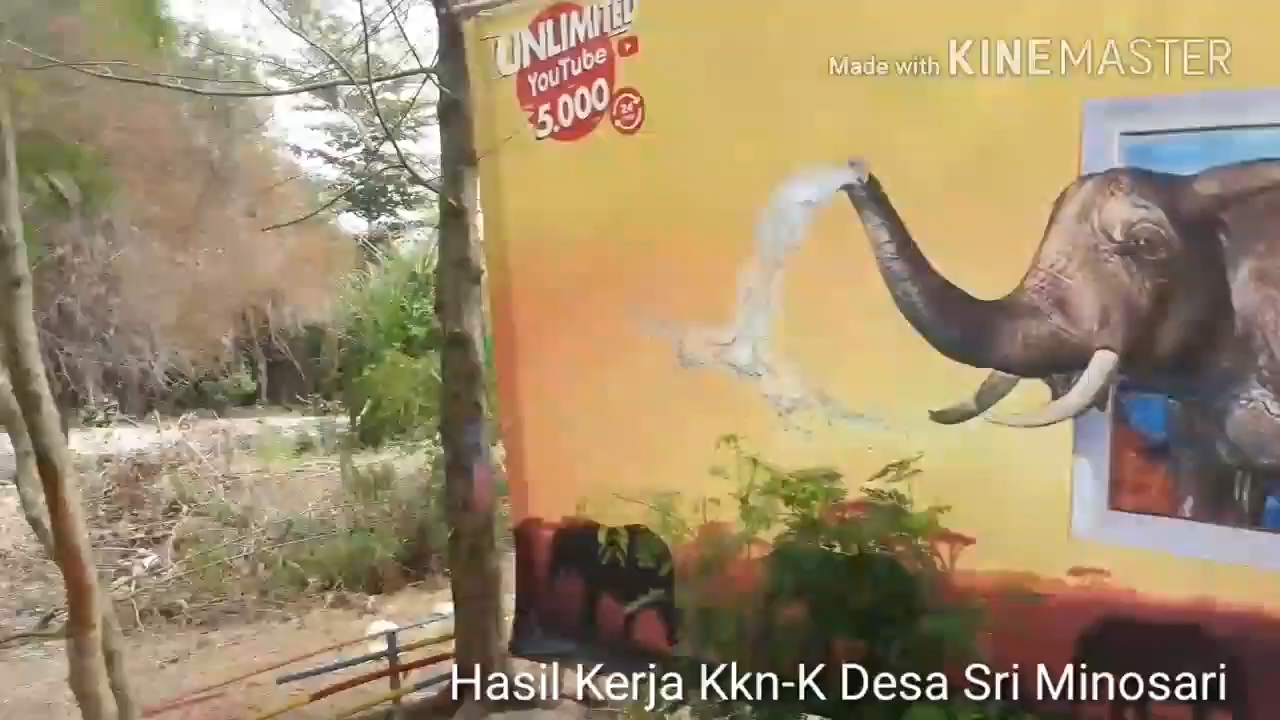 UNLIMITED
YouTube
5.000
24
Made with KINEMASTER
Hasil Kerja Kkn-K Desa Sri Minosari